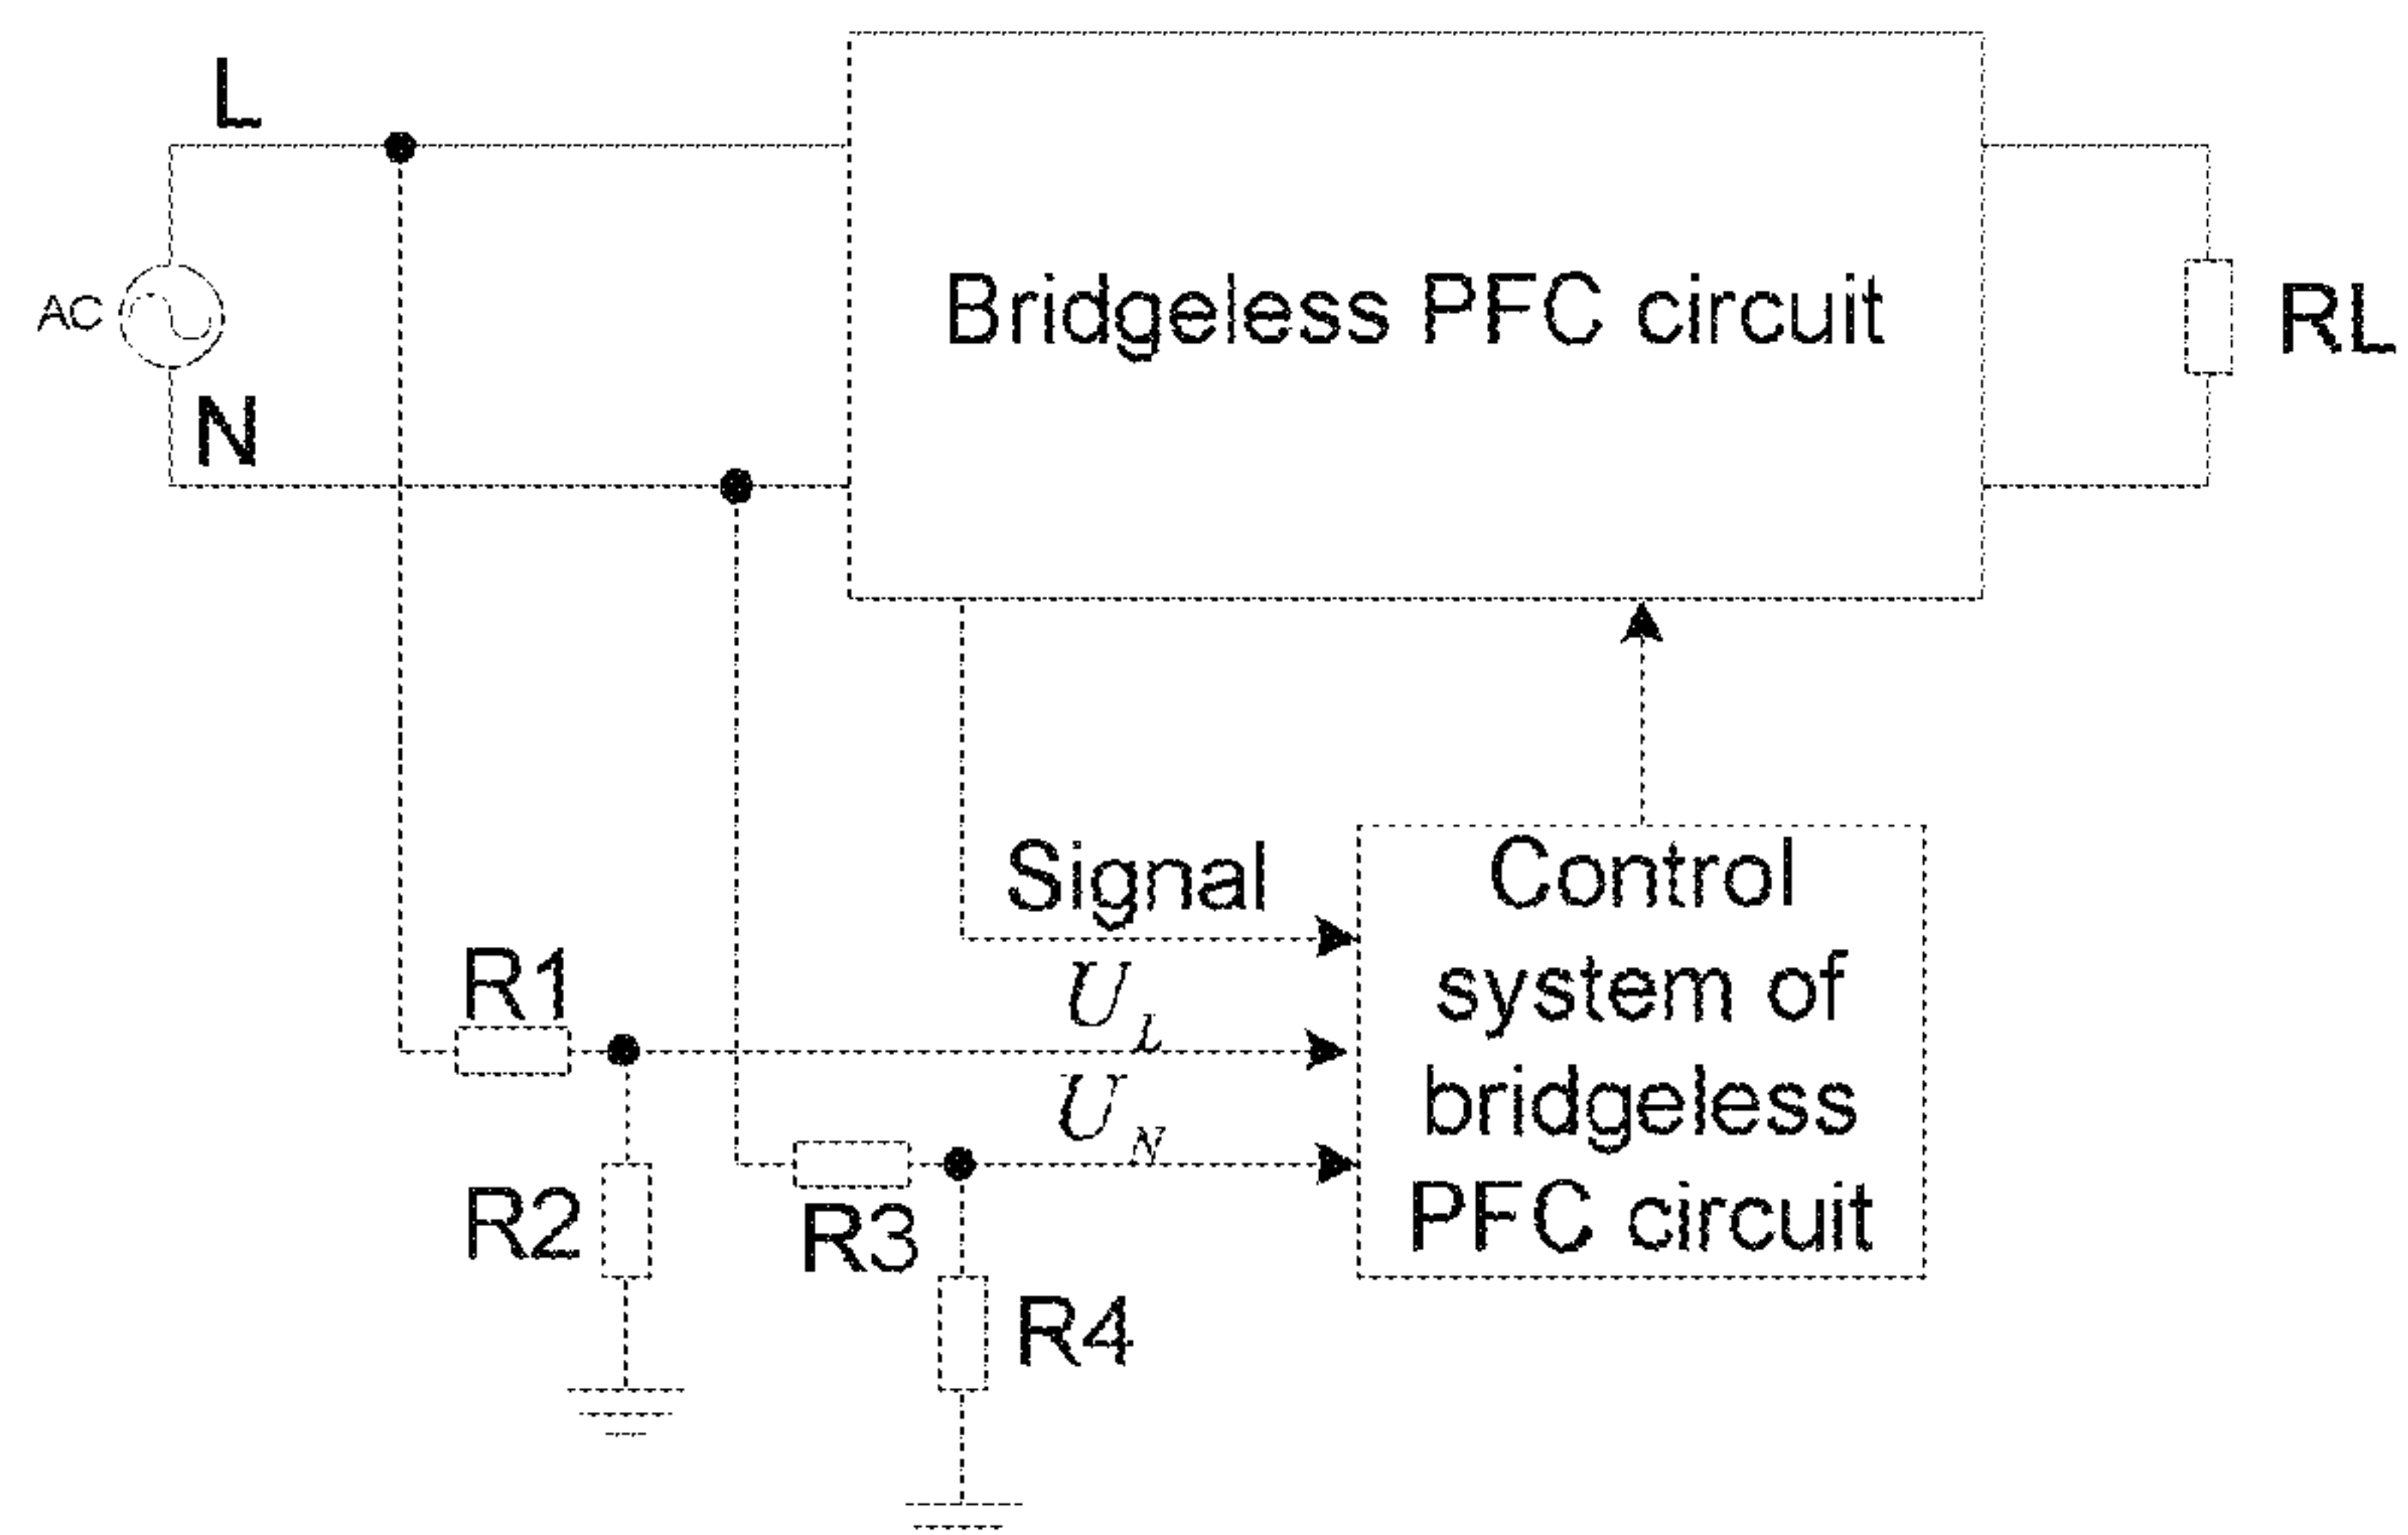 L
AC
N
Bridgeless PFC circuit
RL
Signal
U_L
U_N
Control
system of
bridgeless
PFC circuit
R1
R2
R3
R4